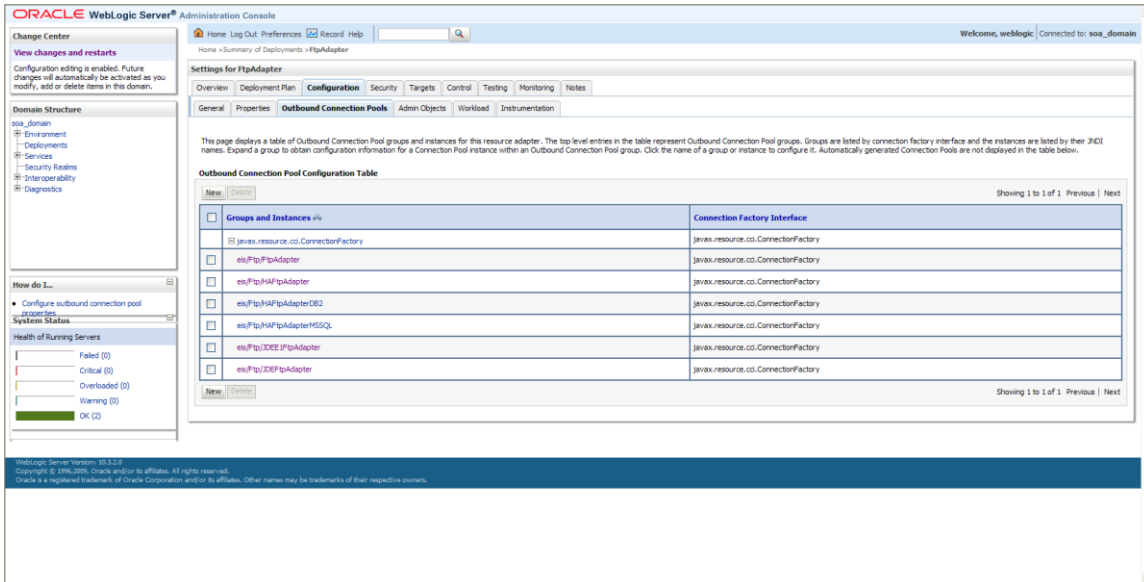 ORACLE WebLogic Server® Administration Console
Change Center
View changes and restarts
Configuration editing is enabled. Future
changes will automatically be activated as you
modify, add or delete items in this domain.
Domain Structure
soa_domain
Environment
Deployments
Services
Security Realms
Interoperability
Diagnostics
How do I...
Configure outbound connection pool
properties
System Status
Health of Running Servers
Failed (0)
Critical (0)
Overloaded (0)
Warning (0)
OK (2)
Home Log Out Preferences Record Help
Welcome, weblogic Connected to: soa_domain
Home >Summary of Deployments >FtpAdapter
Settings for FtpAdapter
Overview Deployment Plan Configuration Security Targets Control Testing Monitoring Notes
General Properties Outbound Connection Pools Admin Objects Workload Instrumentation
This page displays a table of Outbound Connection Pool groups and instances for this resource adapter. The top level entries in the table represent Outbound Connection Pool groups. Groups are listed by connection factory interface and the instances are listed by their JNDI
names. Expand a group to obtain configuration information for a Connection Pool instance within an Outbound Connection Pool group. Click the name of a group or instance to configure it. Automatically generated Connection Pools are not displayed in the table below.
Outbound Connection Pool Configuration Table
New Delete Showing 1 to 1 of 1 Previous | Next
Groups and Instances Connection Factory Interface
javax.resource.cci.ConnectionFactory javax.resource.cci.ConnectionFactory
eis/Ftp/FtpAdapter javax.resource.cci.ConnectionFactory
eis/Ftp/HAFtpAdapter javax.resource.cci.ConnectionFactory
eis/Ftp/HAFtpAdapterDB2 javax.resource.cci.ConnectionFactory
eis/Ftp/HAFtpAdapterMSSQL javax.resource.cci.ConnectionFactory
eis/Ftp/JDEE1FtpAdapter javax.resource.cci.ConnectionFactory
eis/Ftp/JDEFtpAdapter javax.resource.cci.ConnectionFactory
New Delete Showing 1 to 1 of 1 Previous | Next
WebLogic Server Version: 10.3.2.0
Copyright © 1996,2009, Oracle and/or its affiliates. All rights reserved.
Oracle is a registered trademark of Oracle Corporation and/or its affiliates. Other names may be trademarks of their respective owners.